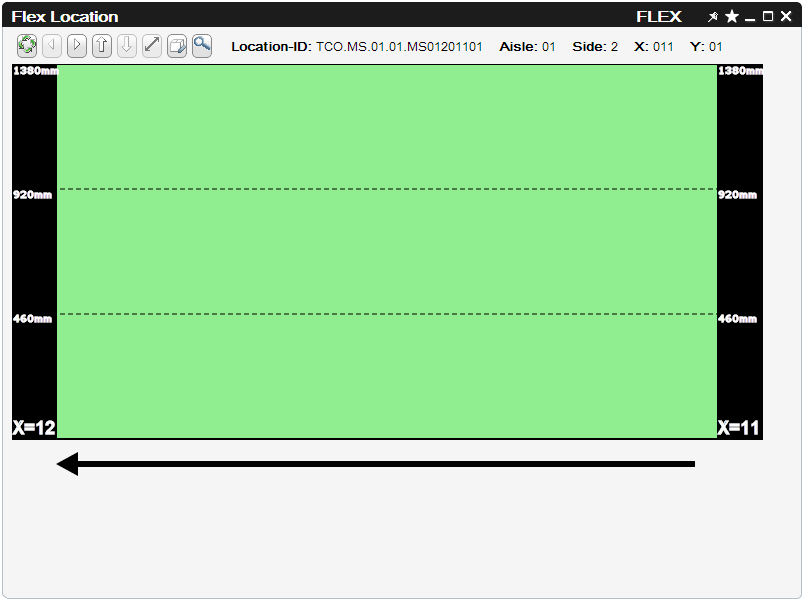 Flex Location FLEX
Location-ID: TCO.MS.01.01.MS01201101 Aisle: 01 Side: 2 X: 011 Y: 01
1380mm 1380mm
920mm 920mm
460mm 460mm
X=12 X=11